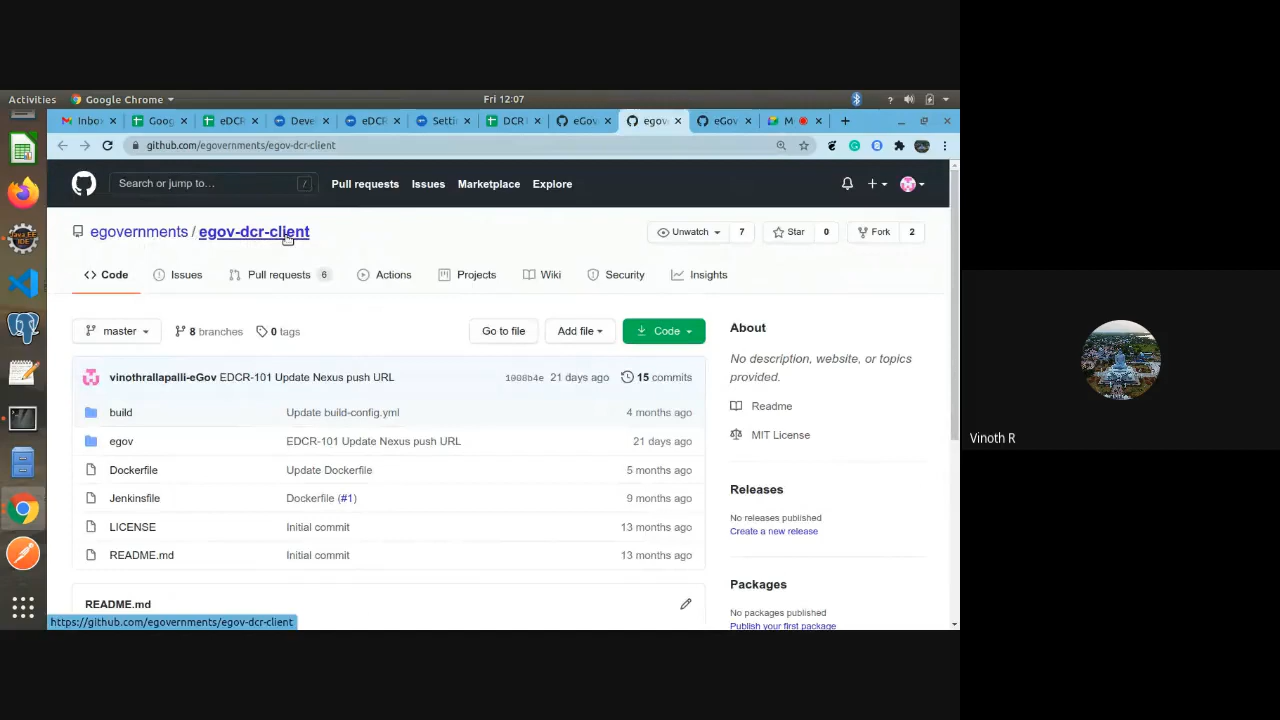 Activities Google Chrome Fri 12:07 ?
Inbo Goog eDCR Deve eDCR Setti DCR eGov egov eGov M
github.com/egovernments/egov-dcr-client
Search or jump to… / Pull requests Issues Marketplace Explore
egovernments / egov-dcr-client Unwatch 7 Star 0 Fork 2
Code Issues Pull requests 6 Actions Projects Wiki Security Insights
master 8 branches 0 tags Go to file Add file Code
About
No description, website, or topics
provided.
vinothrallapalli-eGov EDCR-101 Update Nexus push URL 1008b4e 21 days ago 15 commits
build Update build-config.yml 4 months ago
Readme
egov EDCR-101 Update Nexus push URL 21 days ago
MIT License
Dockerfile Update Dockerfile 5 months ago
Jenkinsfile Dockerfile (#1) 9 months ago
Releases
No releases published
Create a new release
LICENSE Initial commit 13 months ago
README.md Initial commit 13 months ago
Packages
No packages published
Publish your first package
README.md
https://github.com/egovernments/egov-dcr-client
Vinoth R